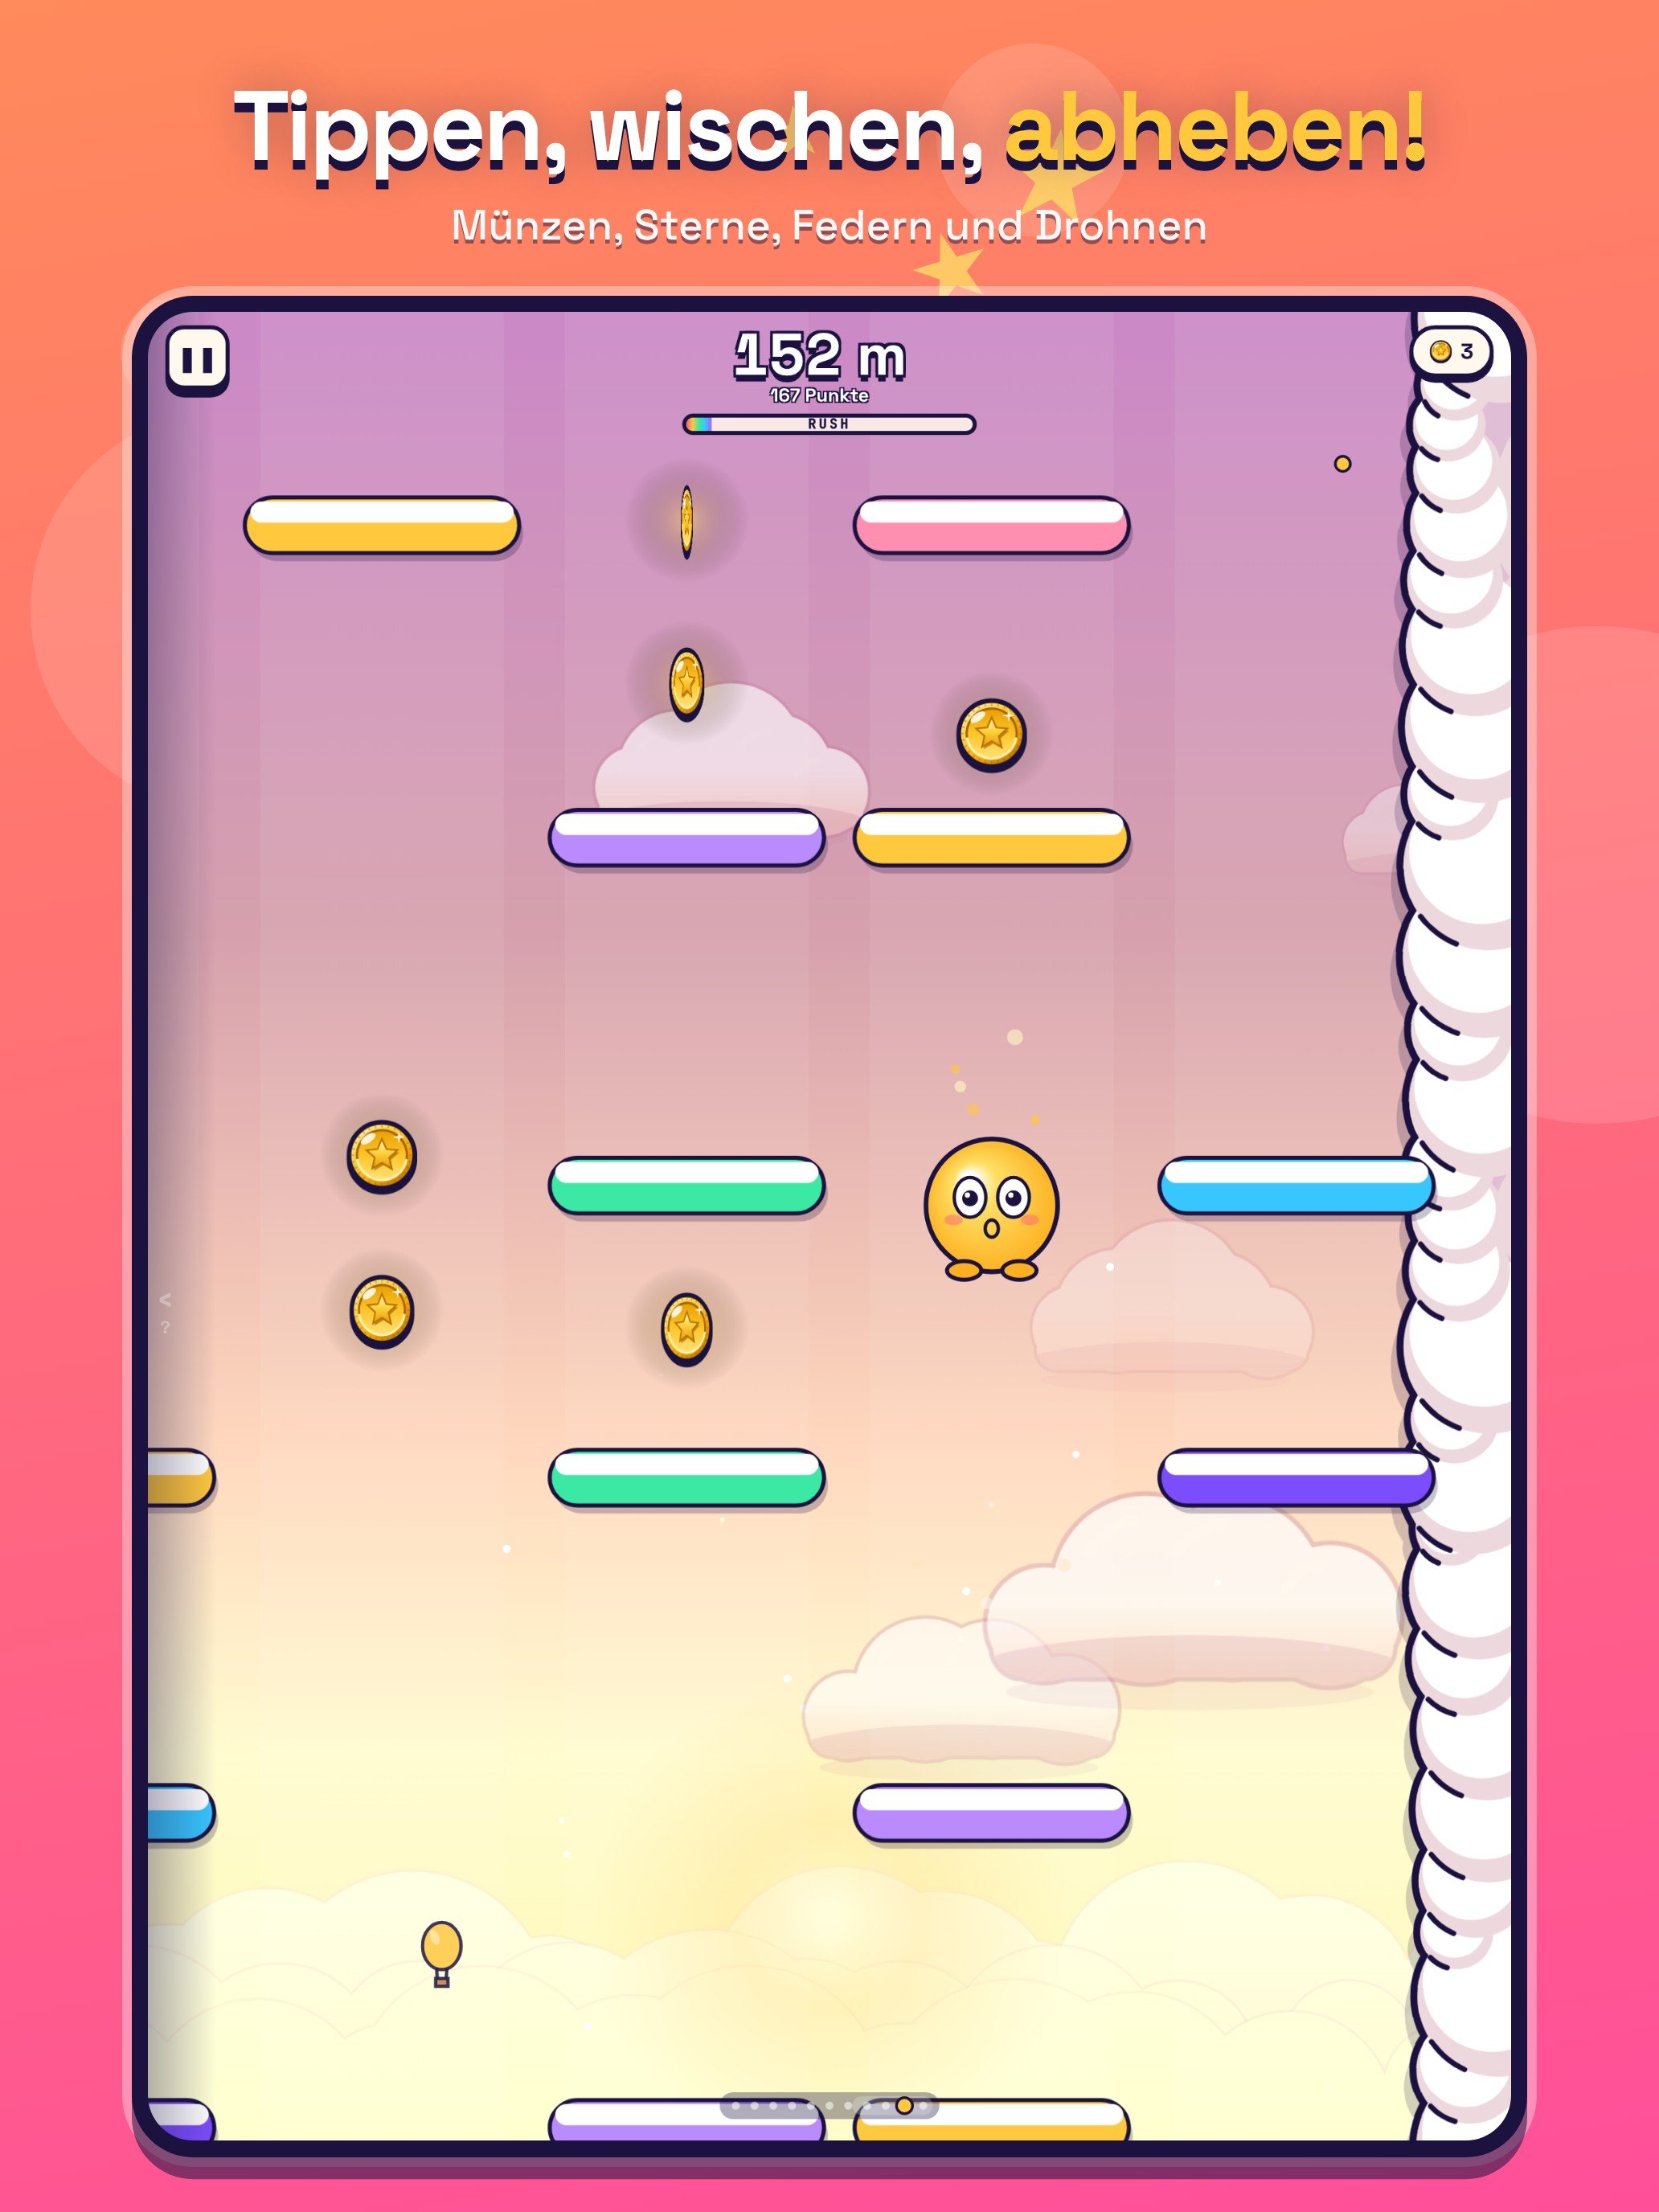 Tippen, wischen, abheben!
Münzen, Sterne, Federn und Drohnen
152 m
3
167 Punkte
RUSH
<
?